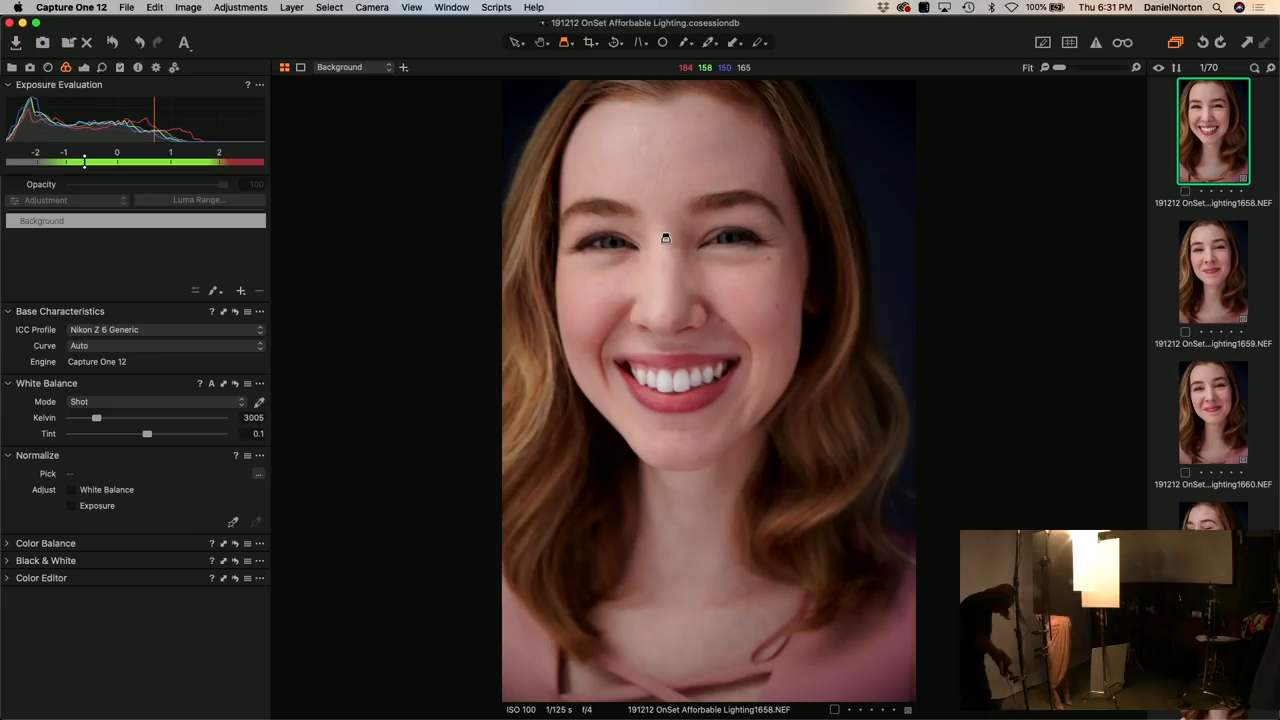 Capture One 12 File Edit Image Adjustments Layer Select Camera View Window Scripts Help 100% Thu 6:31 PM DanielNorton
191212 OnSet Afforbable Lighting.cosessiondb
Background 184 158 150 165 Fit 1/70
Exposure Evaluation ?
-2 -1 0 1 2
Opacity 100
Adjustment Luma Range...
Background
Base Characteristics ?
ICC Profile Nikon Z 6 Generic
Curve Auto
Engine Capture One 12
White Balance ? A
Mode Shot
Kelvin 3005
Tint 0.1
Normalize ?
Pick --- ...
Adjust White Balance
Exposure
Color Balance ?
Black & White ?
Color Editor ?
ISO 100 1/125 s f/4 191212 OnSet Afforbable Lighting1658.NEF
191212 OnSet...ighting1658.NEF
191212 OnSet...ighting1659.NEF
191212 OnSet...ighting1660.NEF